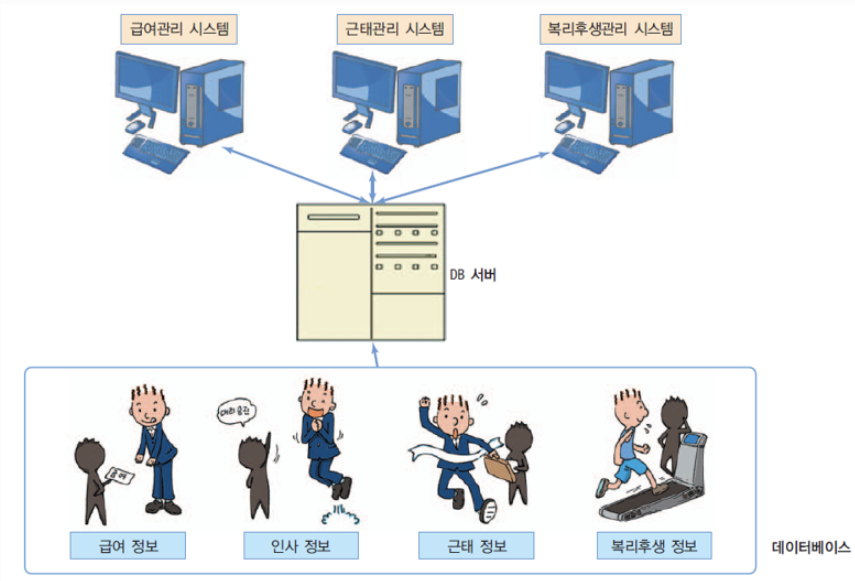 급여관리 시스템
근태관리 시스템
복리후생관리 시스템
DB 서버
대리승진
급여
급여 정보
인사 정보
근태 정보
복리후생 정보
데이터베이스